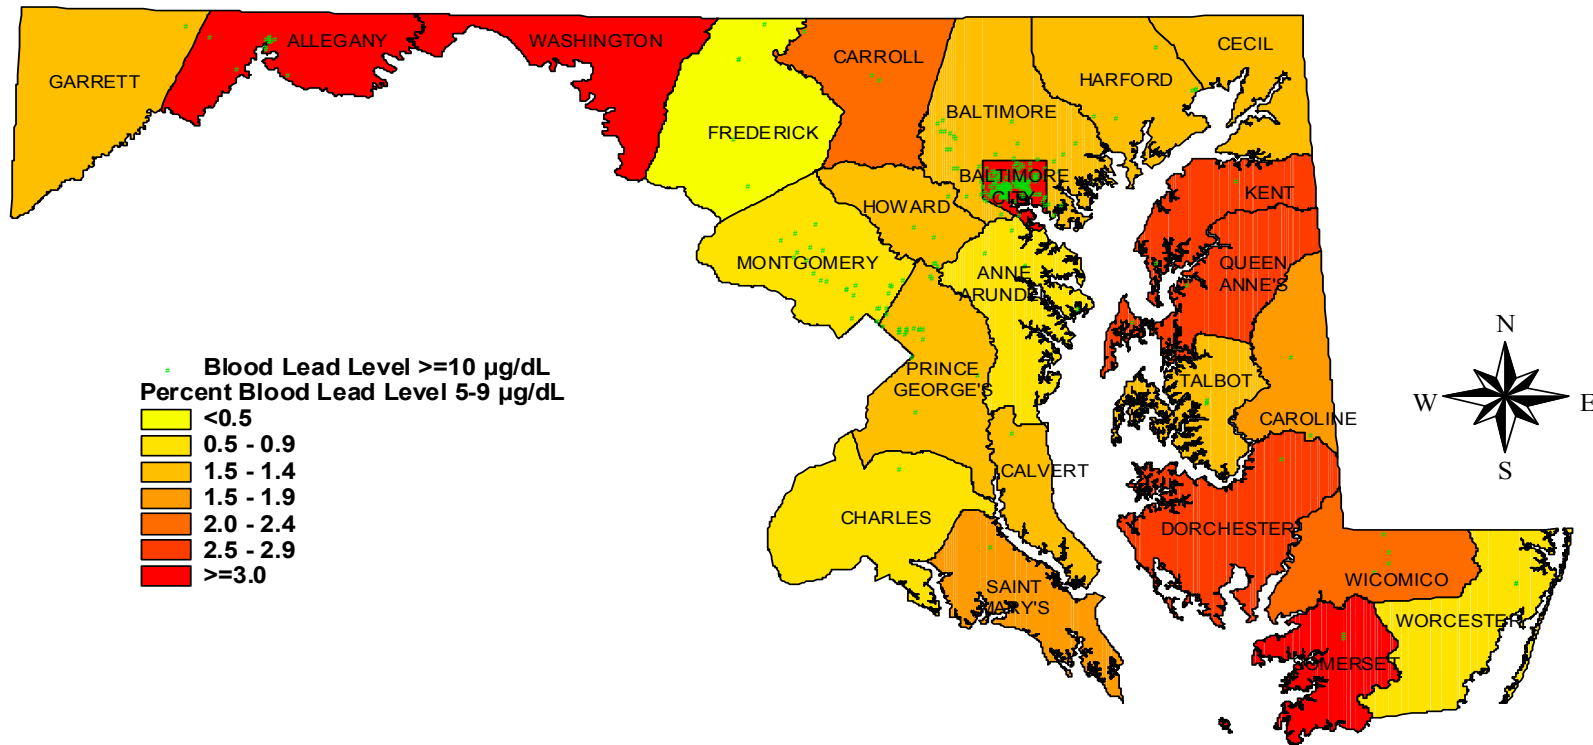 ALLEGANY
WASHINGTON
GARRETT
CARROLL
CECIL
HARFORD
BALTIMORE
FREDERICK
BALTIMORE
CITY
KENT
HOWARD
MONTGOMERY
ANNE
ARUNDEL
QUEEN
ANNE'S
PRINCE
GEORGE'S
TALBOT
CAROLINE
CALVERT
CHARLES
DORCHESTER
SAINT
MARY'S
WICOMICO
WORCESTER
SOMERSET
N
W
E
S
Blood Lead Level >=10 µg/dL
Percent Blood Lead Level 5-9 µg/dL
<0.5
0.5 - 0.9
1.5 - 1.4
1.5 - 1.9
2.0 - 2.4
2.5 - 2.9
>=3.0